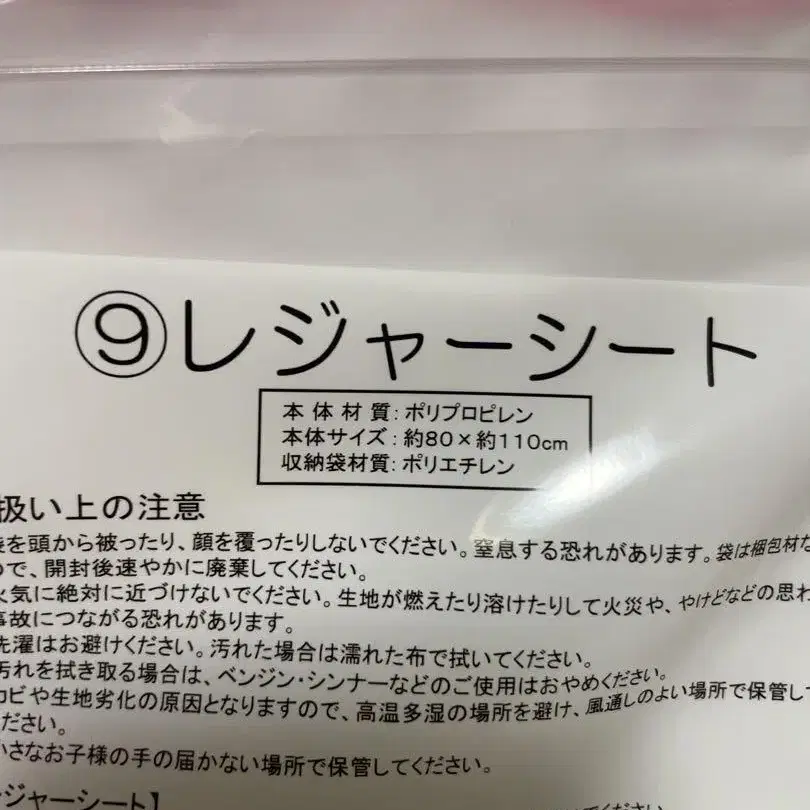 ⑨レジャーシート
本体材質:ポリプロピレン
本体サイズ:約80×約110cm
収納袋材質:ポリエチレン
扱い上の注意
を頭から被ったり、顔を覆ったりしないでください。窒息する恐れがあります。袋は梱包材な
ので、開封後速やかに廃棄してください。
火気に絶対に近づけないでください。生地が燃えたり溶けたりして火災や、やけどなどの思わ
事故につながる恐れがあります。
洗濯はお避けください。汚れた場合は濡れた布で拭いてください。
汚れを拭き取る場合は、ベンジン・シンナーなどのご使用はおやめください。
カビや生地劣化の原因となりますので、高温多湿の場所を避け、風通しのよい場所で保管して
ださい。
いさなお子様の手の届かない場所で保管してください。
ジャーシート】